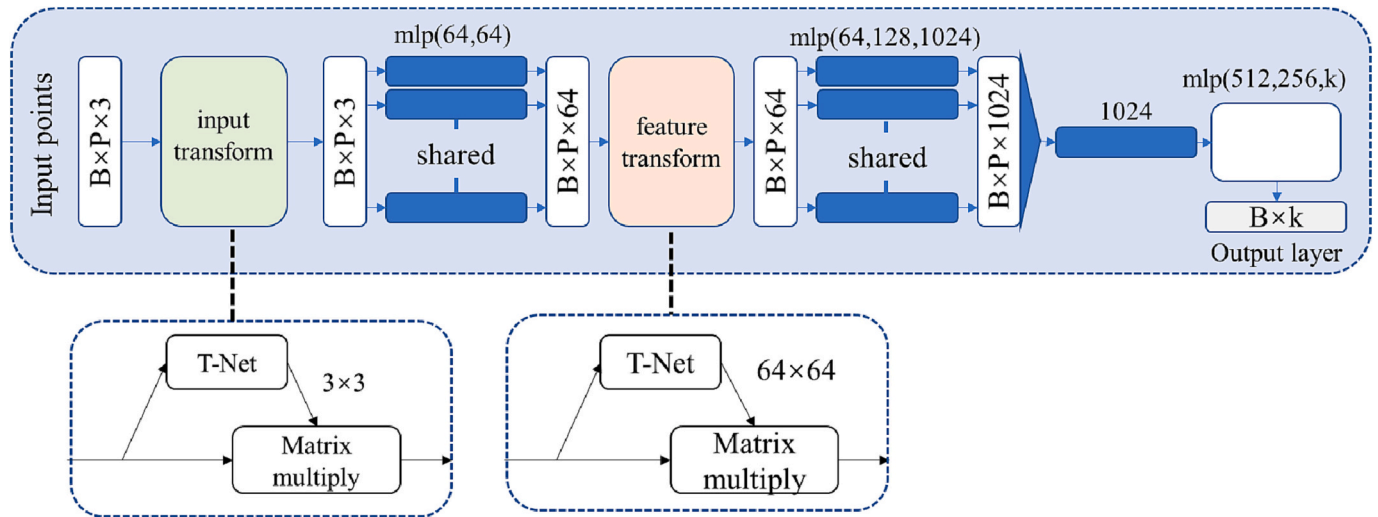 Input points
B×P×3
input
transform
B×P×3
mlp(64,64)
shared
B×P×64
feature
transform
B×P×64
mlp(64,128,1024)
shared
B×P×1024
1024
mlp(512,256,k)
B×k
Output layer
T-Net
3×3
Matrix
multiply
T-Net
64×64
Matrix
multiply